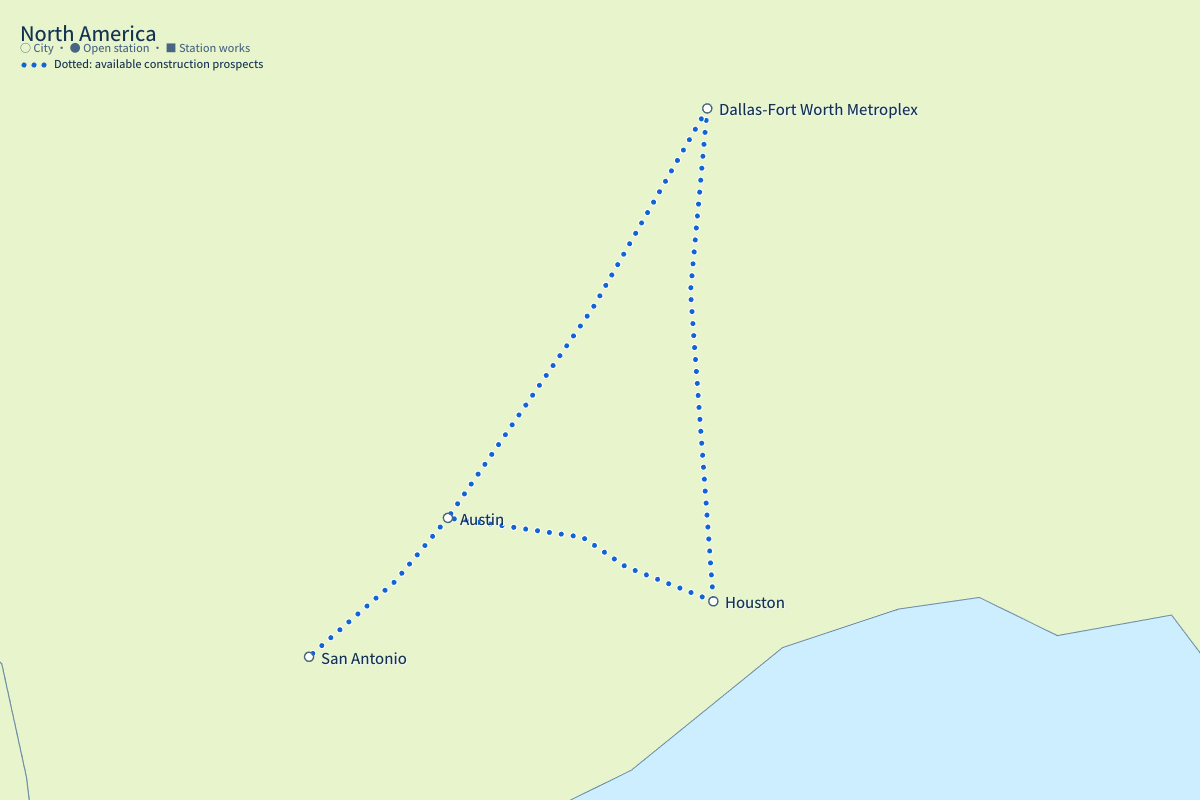 North America
City • Open station • Station works
Dotted: available construction prospects
Dallas-Fort Worth Metroplex
Austin
Houston
San Antonio